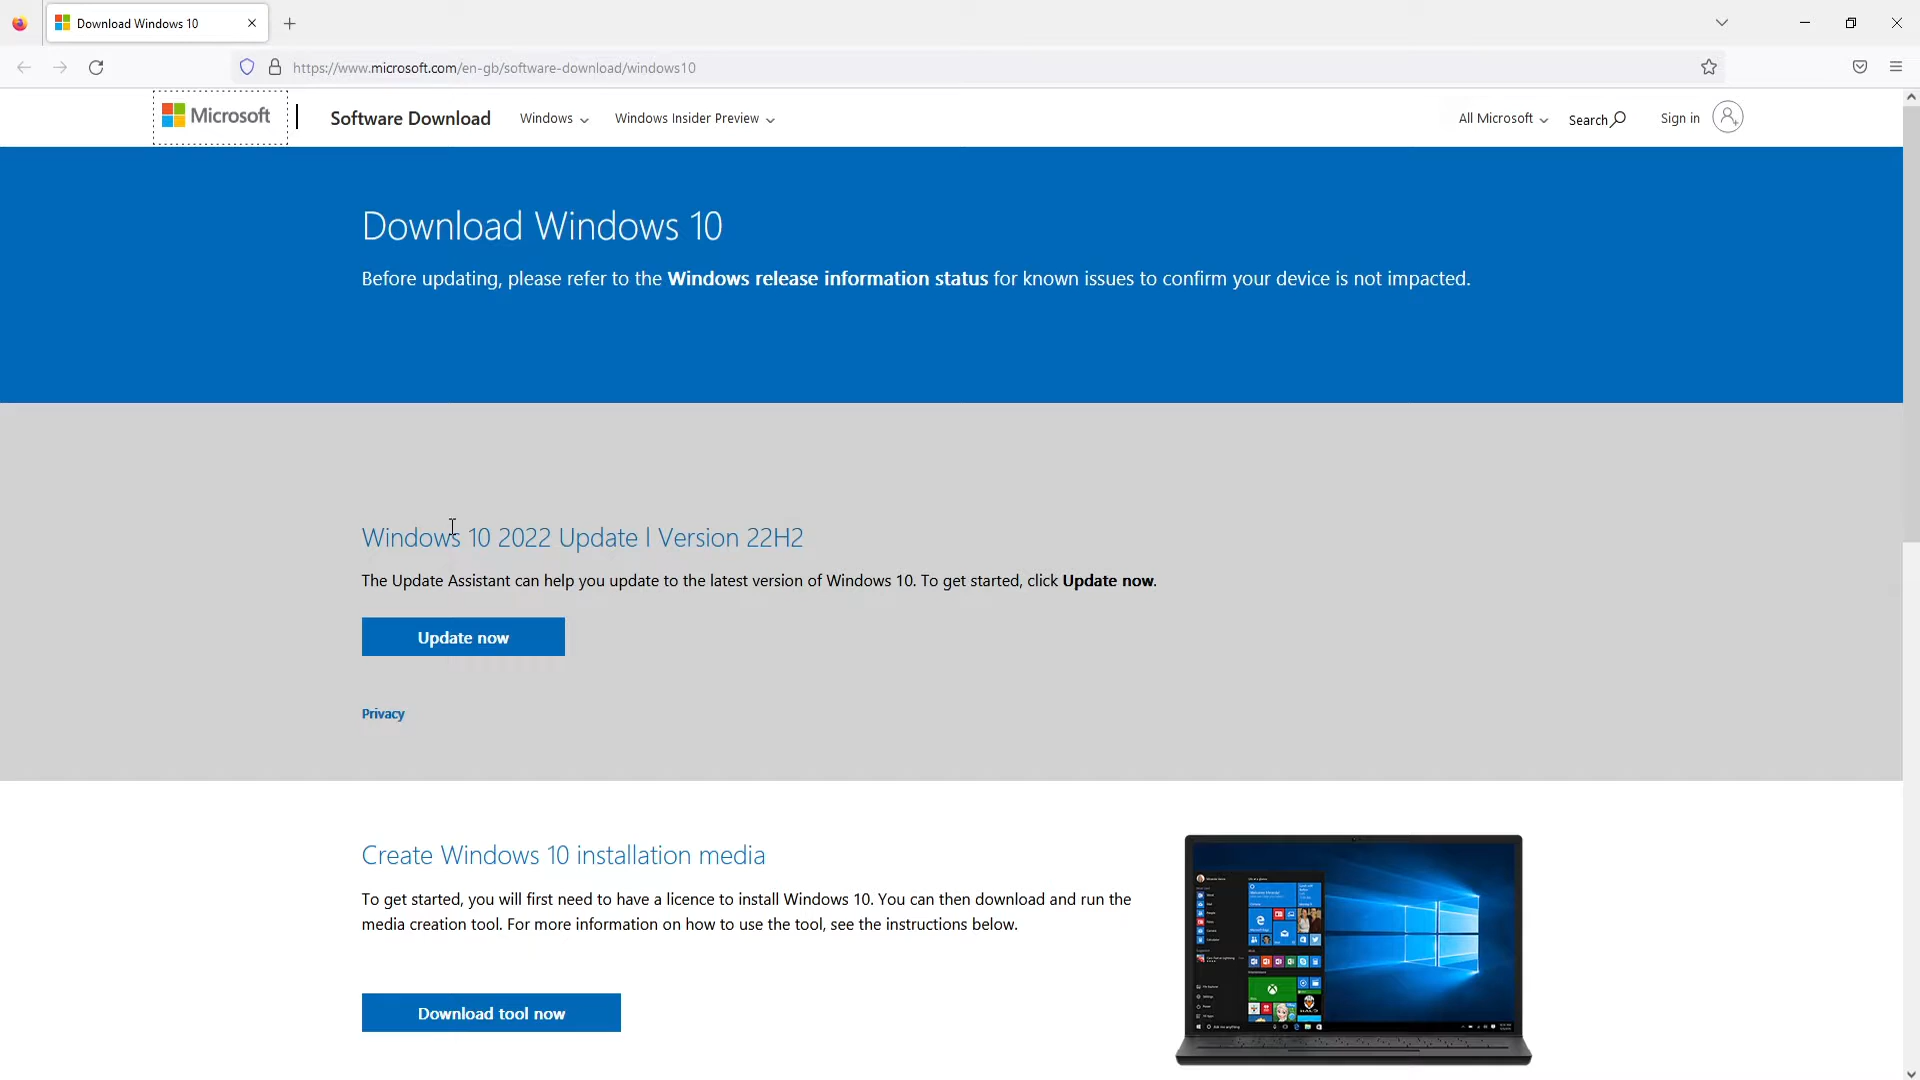 Download Windows 10
https://www.microsoft.com/en-gb/software-download/windows10
Microsoft
Software Download
Windows
Windows Insider Preview
All Microsoft
Search
Sign in
Download Windows 10
Before updating, please refer to the Windows release information status for known issues to confirm your device is not impacted.
Windows 10 2022 Update l Version 22H2
The Update Assistant can help you update to the latest version of Windows 10. To get started, click Update now.
Update now
Privacy
Create Windows 10 installation media
To get started, you will first need to have a licence to install Windows 10. You can then download and run the
media creation tool. For more information on how to use the tool, see the instructions below.
Download tool now